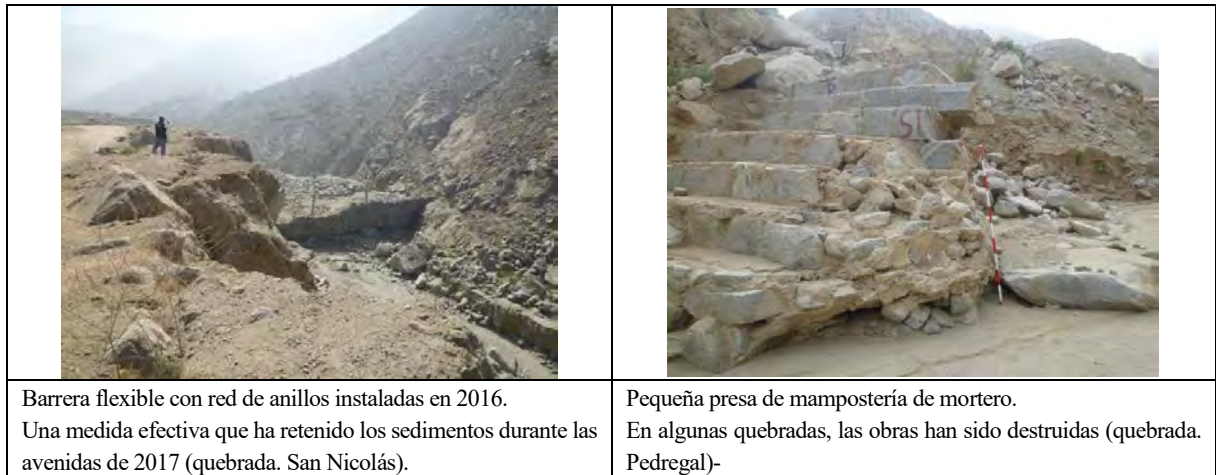 SI
Barrera flexible con red de anillos instaladas en 2016.
Una medida efectiva que ha retenido los sedimentos durante las
avenidas de 2017 (quebrada. San Nicolás).
Pequeña presa de mampostería de mortero.
En algunas quebradas, las obras han sido destruidas (quebrada.
Pedregal)-